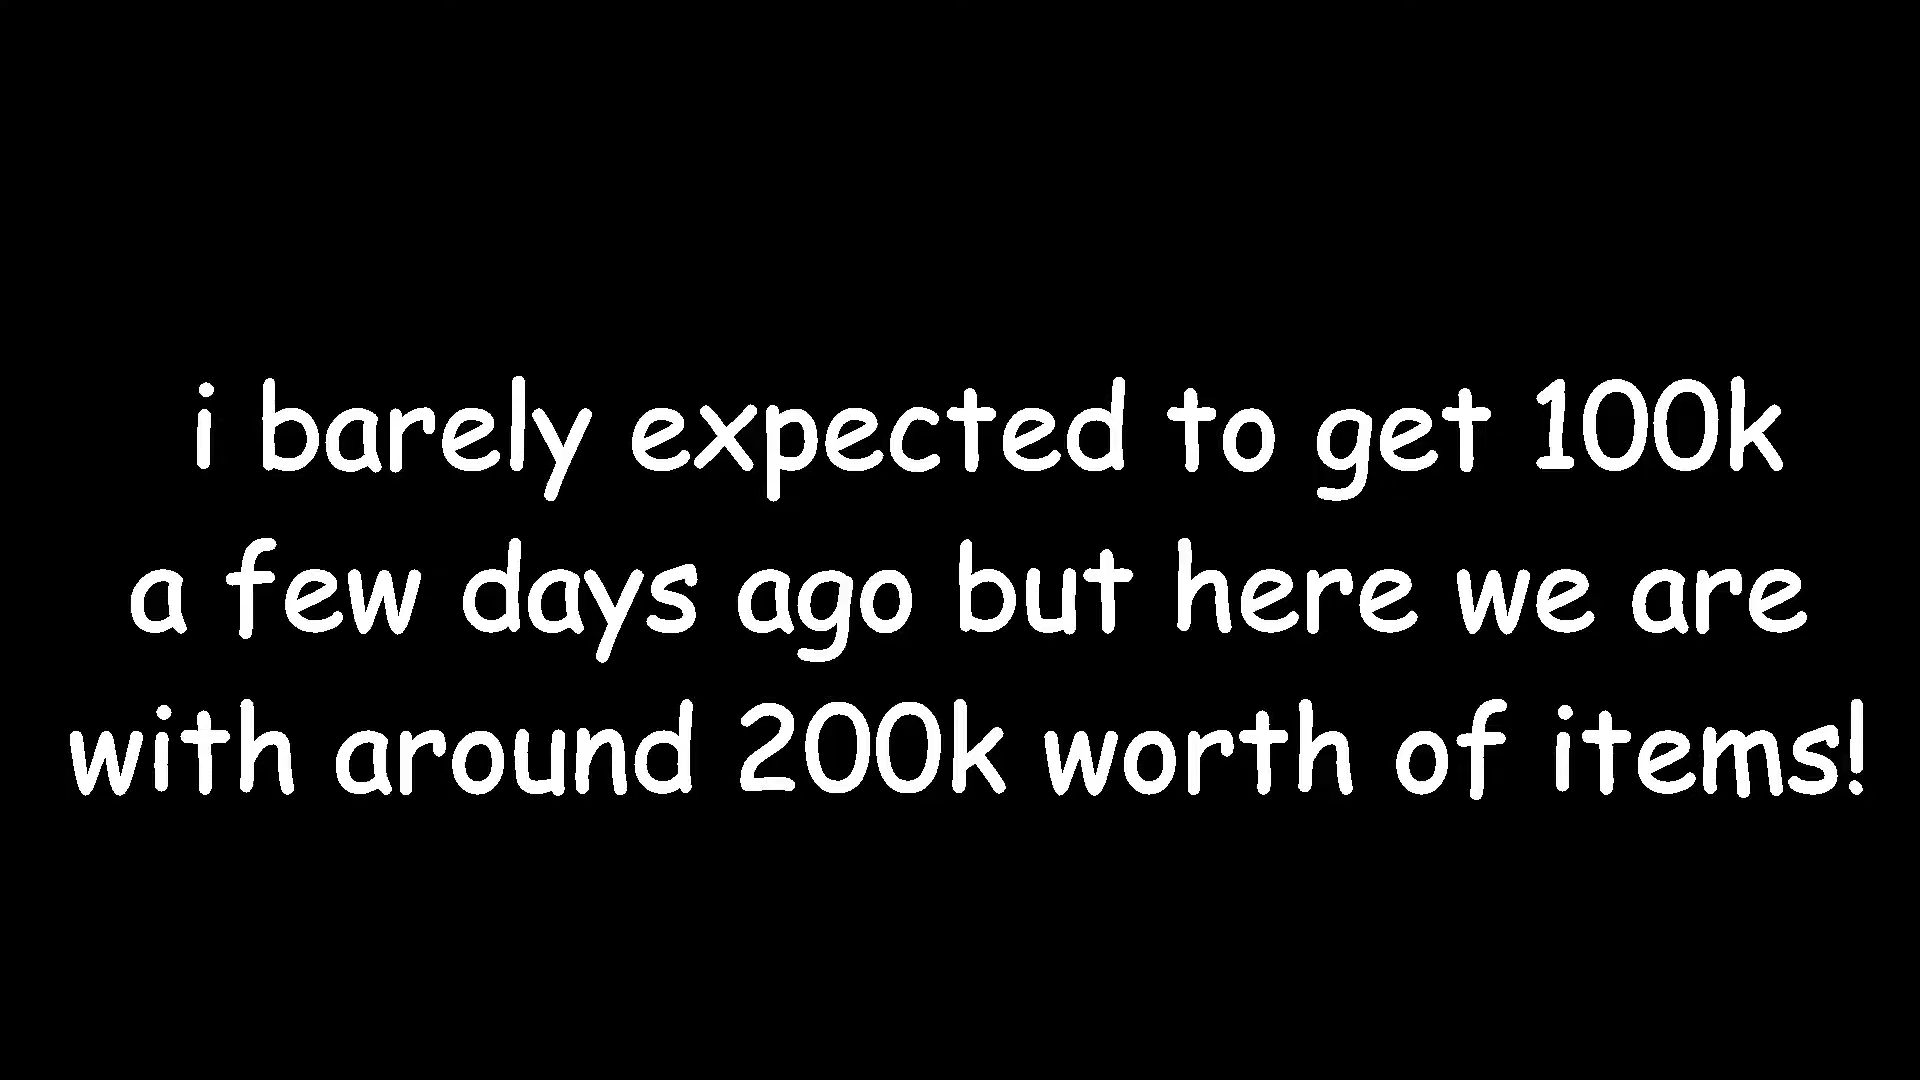 i barely expected to get 100k
a few days ago but here we are
with around 200k worth of items!